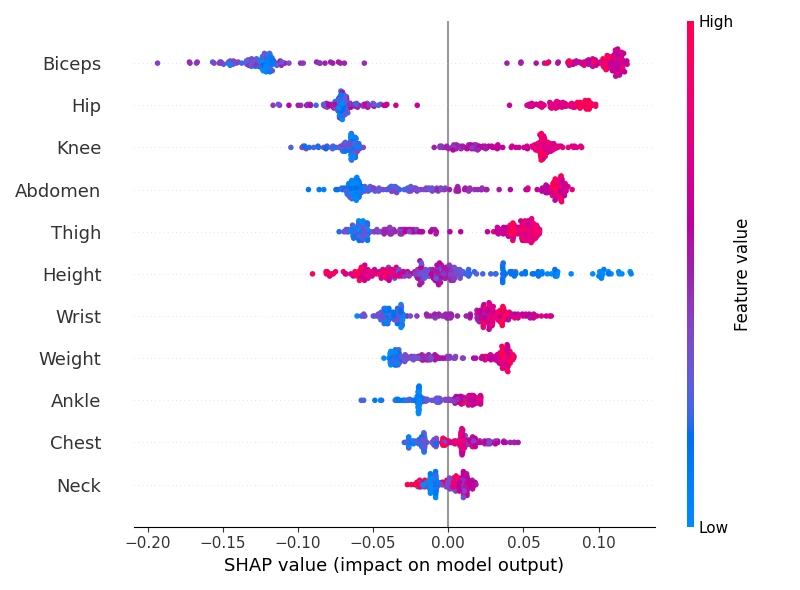 High
Biceps
Hip
Knee
Abdomen
Thigh
Height
Wrist
Weight
Ankle
Chest
Neck
Feature value
Low
−0.20 −0.15 −0.10 −0.05 0.00 0.05 0.10
SHAP value (impact on model output)